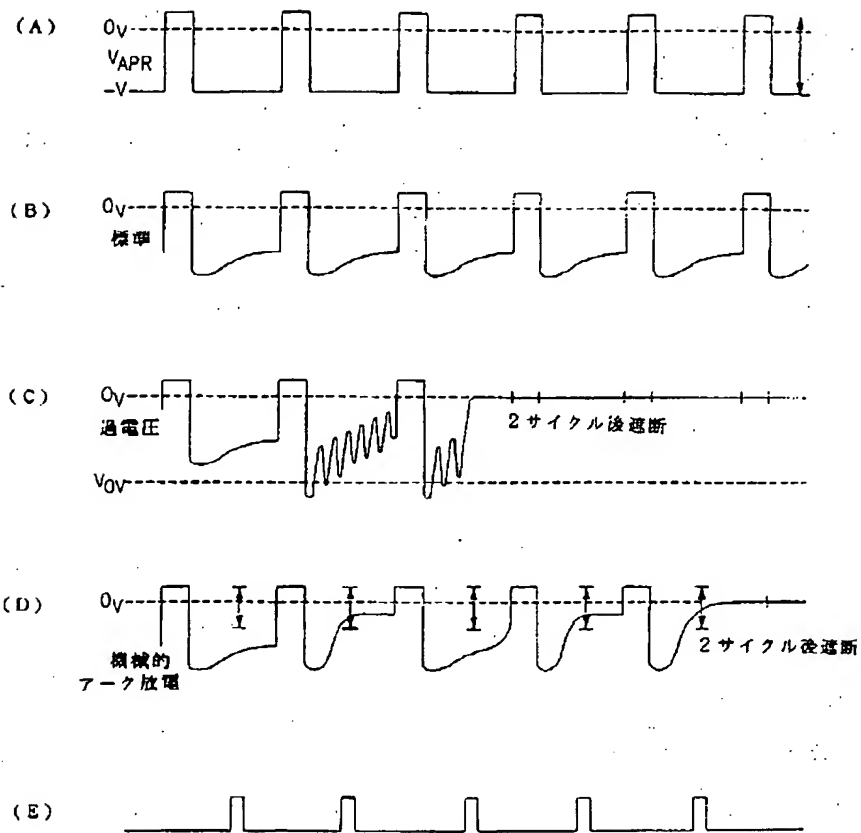 (A)
0V
VAPR
-V
(B)
0V
標準
(C)
0V
過電圧
2サイクル後遮断
VOV
(D)
0V
機械的
アーク放電
2サイクル後遮断
(E)